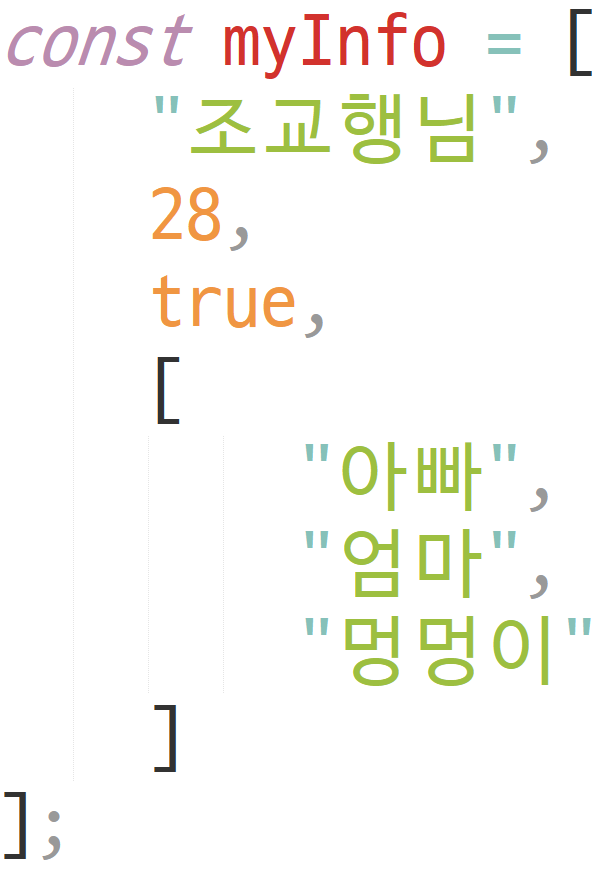 const myInfo = [
"조교행님",
28,
true,
[
"아빠",
"엄마",
"멍멍이"
]
];